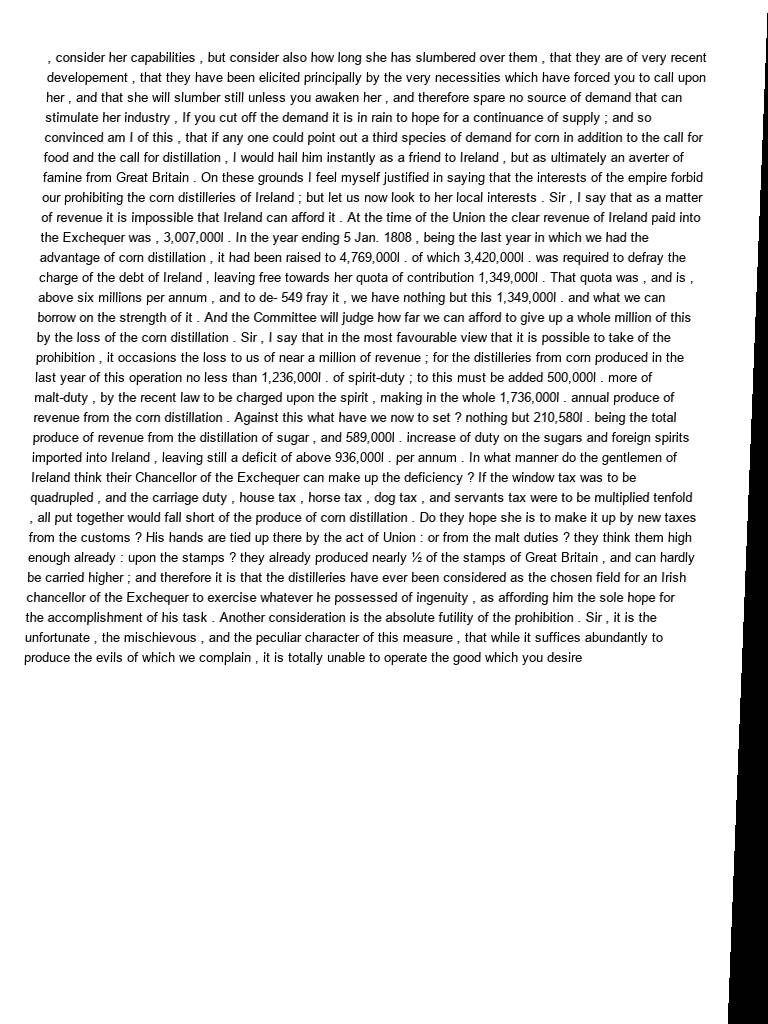 , consider her capabilities , but consider also how long she has slumbered over them , that they are of very recent
developement , that they have been elicited principally by the very necessities which have forced you to call upon
her , and that she will slumber still unless you awaken her , and therefore spare no source of demand that can
stimulate her industry , If you cut off the demand it is in rain to hope for a continuance of supply ; and so
convinced am I of this , that if any one could point out a third species of demand for corn in addition to the call for
food and the call for distillation , I would hail him instantly as a friend to Ireland , but as ultimately an averter of
famine from Great Britain . On these grounds I feel myself justified in saying that the interests of the empire forbid
our prohibiting the corn distilleries of Ireland ; but let us now look to her local interests . Sir , I say that as a matter
of revenue it is impossible that Ireland can afford it . At the time of the Union the clear revenue of Ireland paid into
the Exchequer was , 3,007,000l . In the year ending 5 Jan. 1808 , being the last year in which we had the
advantage of corn distillation , it had been raised to 4,769,000l . of which 3,420,000l . was required to defray the
charge of the debt of Ireland , leaving free towards her quota of contribution 1,349,000l . That quota was , and is ,
above six millions per annum , and to de- 549 fray it , we have nothing but this 1,349,000l . and what we can
borrow on the strength of it . And the Committee will judge how far we can afford to give up a whole million of this
by the loss of the corn distillation . Sir , I say that in the most favourable view that it is possible to take of the
prohibition , it occasions the loss to us of near a million of revenue ; for the distilleries from corn produced in the
last year of this operation no less than 1,236,000l . of spirit-duty ; to this must be added 500,000l . more of
malt-duty , by the recent law to be charged upon the spirit , making in the whole 1,736,000l . annual produce of
revenue from the corn distillation . Against this what have we now to set ? nothing but 210,580l . being the total
produce of revenue from the distillation of sugar , and 589,000l . increase of duty on the sugars and foreign spirits
imported into Ireland , leaving still a deficit of above 936,000l . per annum . In what manner do the gentlemen of
Ireland think their Chancellor of the Exchequer can make up the deficiency ? If the window tax was to be
quadrupled , and the carriage duty , house tax , horse tax , dog tax , and servants tax were to be multiplied tenfold
, all put together would fall short of the produce of corn distillation . Do they hope she is to make it up by new taxes
from the customs ? His hands are tied up there by the act of Union : or from the malt duties ? they think them high
enough already : upon the stamps ? they already produced nearly ½ of the stamps of Great Britain , and can hardly
be carried higher ; and therefore it is that the distilleries have ever been considered as the chosen field for an Irish
chancellor of the Exchequer to exercise whatever he possessed of ingenuity , as affording him the sole hope for
the accomplishment of his task . Another consideration is the absolute futility of the prohibition . Sir , it is the
unfortunate , the mischievous , and the peculiar character of this measure , that while it suffices abundantly to
produce the evils of which we complain , it is totally unable to operate the good which you desire